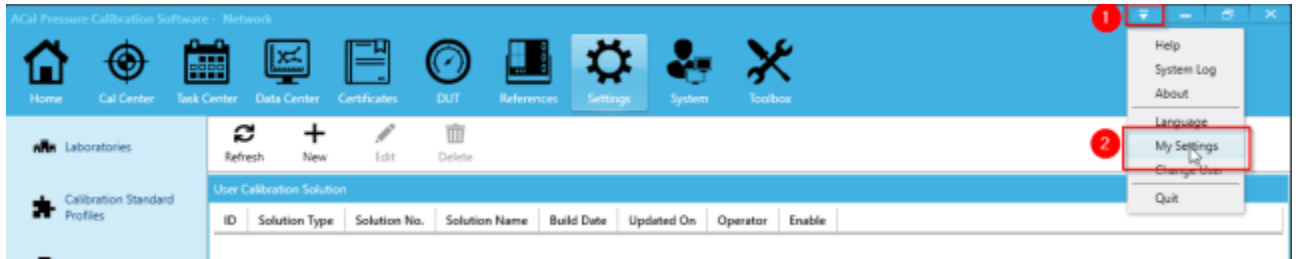 ACal Pressure Calibration Software - Network
1
Home Cal Center Task Center Data Center Certificates DUT References Settings System Toolbox
Help
System Log
About
Language
2
My Settings
Change User
Quit
Laboratories
Calibration Standard
Profiles
Refresh New Edit Delete
User Calibration Solution
ID Solution Type Solution No. Solution Name Build Date Updated On Operator Enable